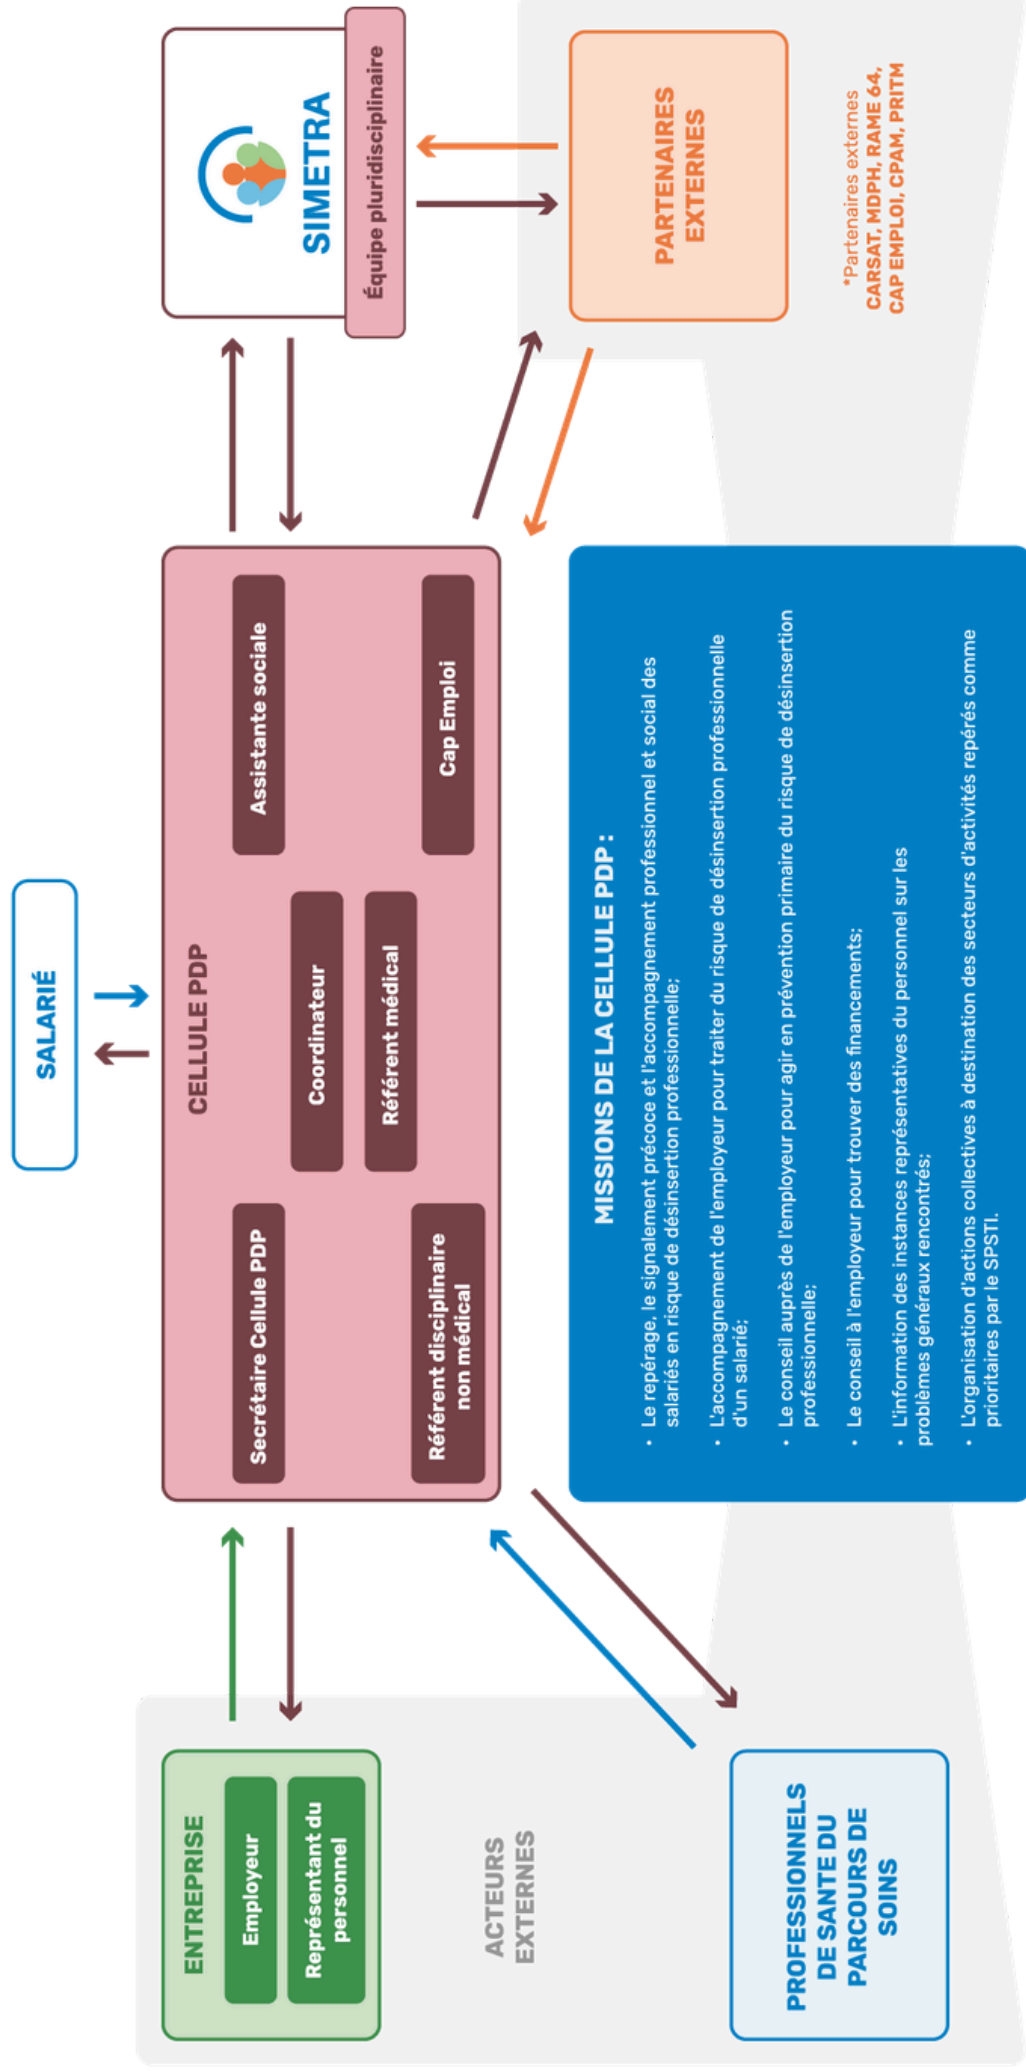 SALARIÉ
ENTREPRISE
Employeur
Représentant du
personnel
CELLULE PDP
Secrétaire Cellule PDP
Coordinateur
Assistante sociale
Référent médical
Référent disciplinaire
non médical
Cap Emploi
SIMETRA
Équipe pluridisciplinaire
ACTEURS
EXTERNES
PROFESSIONNELS
DE SANTE DU
PARCOURS DE
SOINS
MISSIONS DE LA CELLULE PDP :
• Le repérage, le signalement précoce et l'accompagnement professionnel et social des
salariés en risque de désinsertion professionnelle;
• L'accompagnement de l'employeur pour traiter du risque de désinsertion professionnelle
d'un salarié;
• Le conseil auprès de l'employeur pour agir en prévention primaire du risque de désinsertion
professionnelle;
• Le conseil à l'employeur pour trouver des financements;
• L'information des instances représentatives du personnel sur les
problèmes généraux rencontrés;
• L'organisation d'actions collectives à destination des secteurs d'activités repérés comme
prioritaires par le SPSTI.
PARTENAIRES
EXTERNES
*Partenaires externes
CARSAT, MDPH, RAME 64,
CAP EMPLOI, CPAM, PRITM